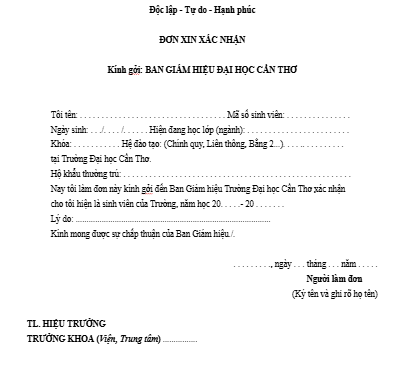 Độc lập - Tự do - Hạnh phúc
ĐƠN XIN XÁC NHẬN
Kính gởi: BAN GIÁM HIỆU ĐẠI HỌC CẦN THƠ
Tôi tên: . . . . . . . . . . . . . . . . . . . . . . . . . . . . . . . . . . . Mã số sinh viên: . . . . . . . . . . . . . . .
Ngày sinh: . . ./. . . . /. . . . . . Hiện đang học lớp (ngành): . . . . . . . . . . . . . . . . . . . . . . . .
Khóa: . . . . . . . . . . . Hệ đào tạo: (Chính quy, Liên thông, Bằng 2...). . . . . . . . . . . . . .
tại Trường Đại học Cần Thơ.
Hộ khẩu thường trú: . . . . . . . . . . . . . . . . . . . . . . . . . . . . . . . . . . . . . . . . . . . . . . . . . . . . . .
Nay tôi làm đơn này kính gởi đến Ban Giám hiệu Trường Đại học Cần Thơ xác nhận
cho tôi hiện là sinh viên của Trường, năm học 20. . . . .- 20 . . . . . . .
Lý do: ..............................................................................
Kính mong được sự chấp thuận của Ban Giám hiệu./.
. . . . . . . . ., ngày . . . tháng . . . năm . . . . .
Người làm đơn
(Ký tên và ghi rõ họ tên)
TL. HIỆU TRƯỞNG
TRƯỞNG KHOA (Viện, Trung tâm) ................